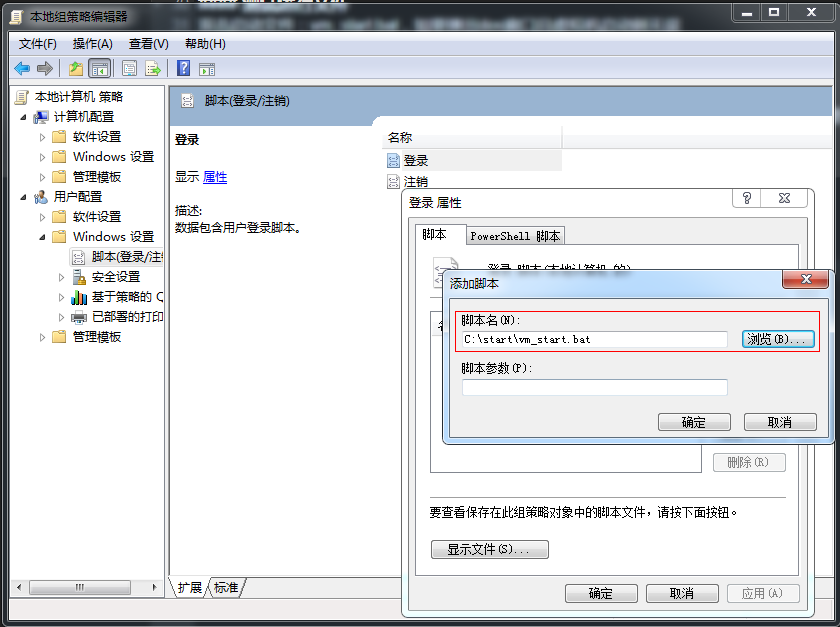 本地组策略编辑器
文件(F) 操作(A) 查看(V) 帮助(H)
本地计算机 策略
计算机配置
软件设置
Windows 设置
管理模板
用户配置
软件设置
Windows 设置
脚本(登录/注
安全设置
基于策略的 Q
已部署的打印
管理模板
脚本(登录/注销)
登录
显示 属性
描述:
数据包含用户登录脚本。
名称
登录
注销
扩展 标准
登录 属性
脚本 PowerShell 脚本
登录 脚本(本地计算机 的)
添加脚本
脚本名(N):
C:\start\vm_start.bat
浏览(B)...
脚本参数(P):
确定 取消
删除(R)
要查看保存在此组策略对象中的脚本文件，请按下面按钮。
显示文件(S)...
确定 取消 应用(A)